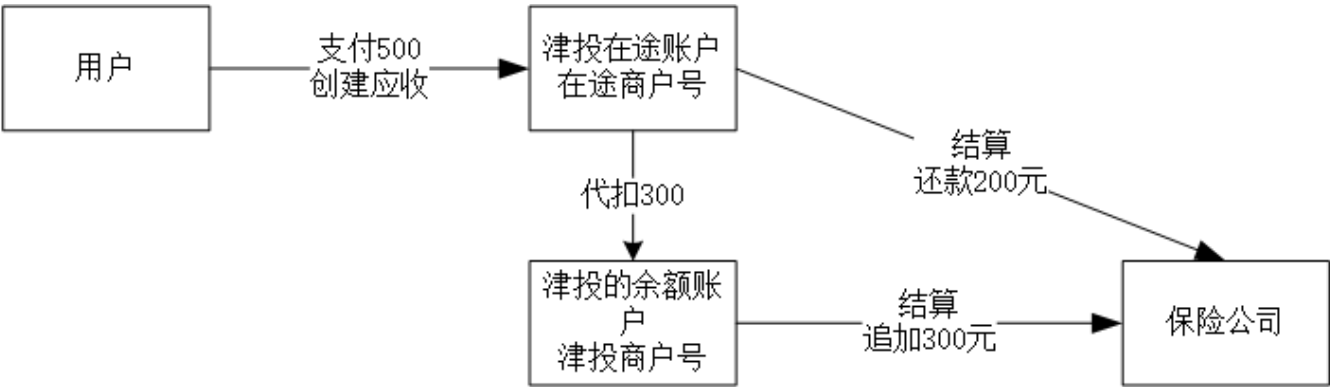 用户
支付500
创建应收
津投在途账户
在途商户号
结算
还款200元
代扣300
津投的余额账
户
津投商户号
结算
追加300元
保险公司